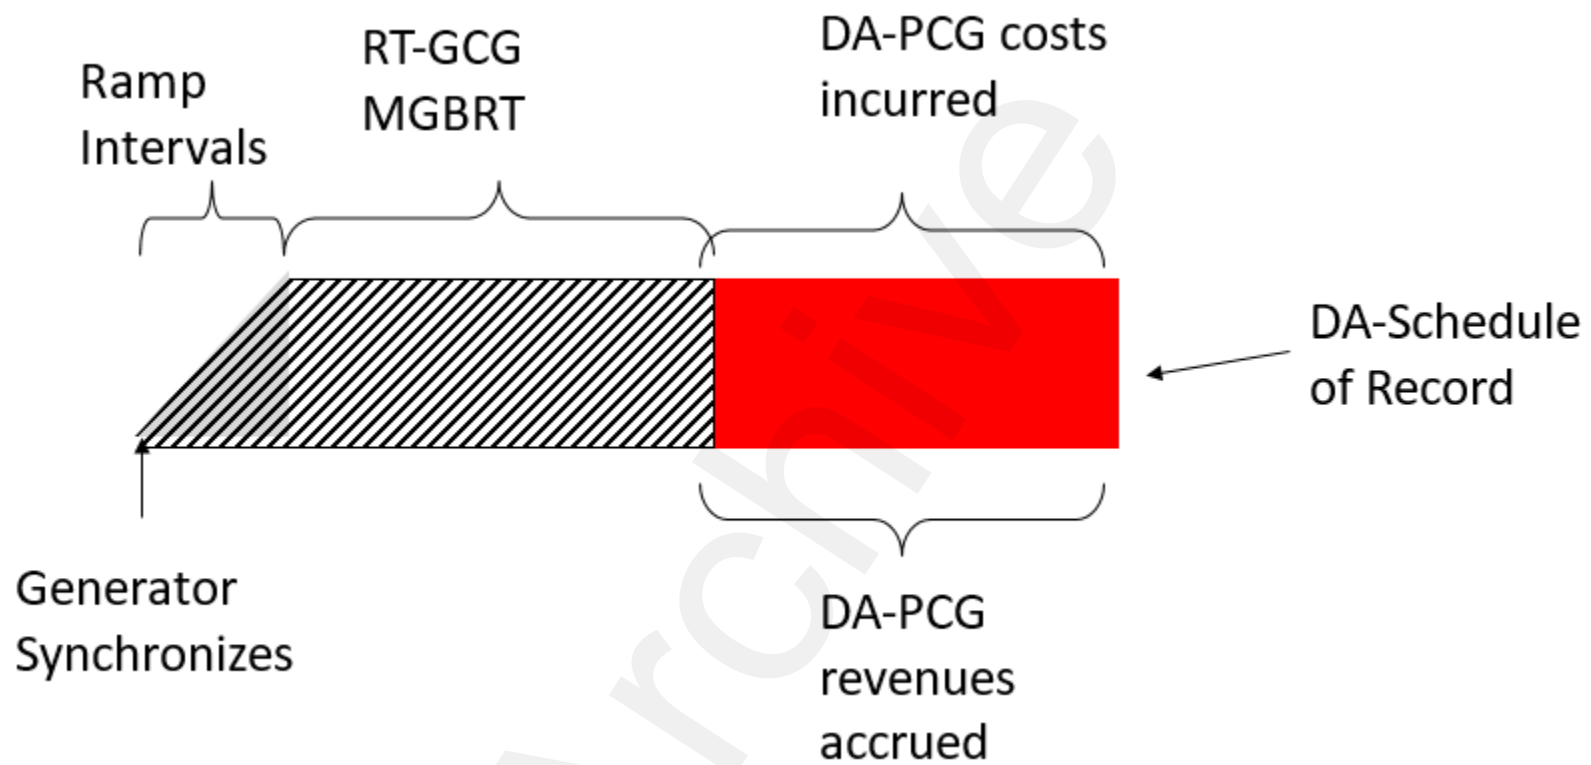 Ramp
Intervals
RT-GCG
MGBRT
DA-PCG costs
incurred
DA-Schedule
of Record
Generator
Synchronizes
DA-PCG
revenues
accrued
Archive